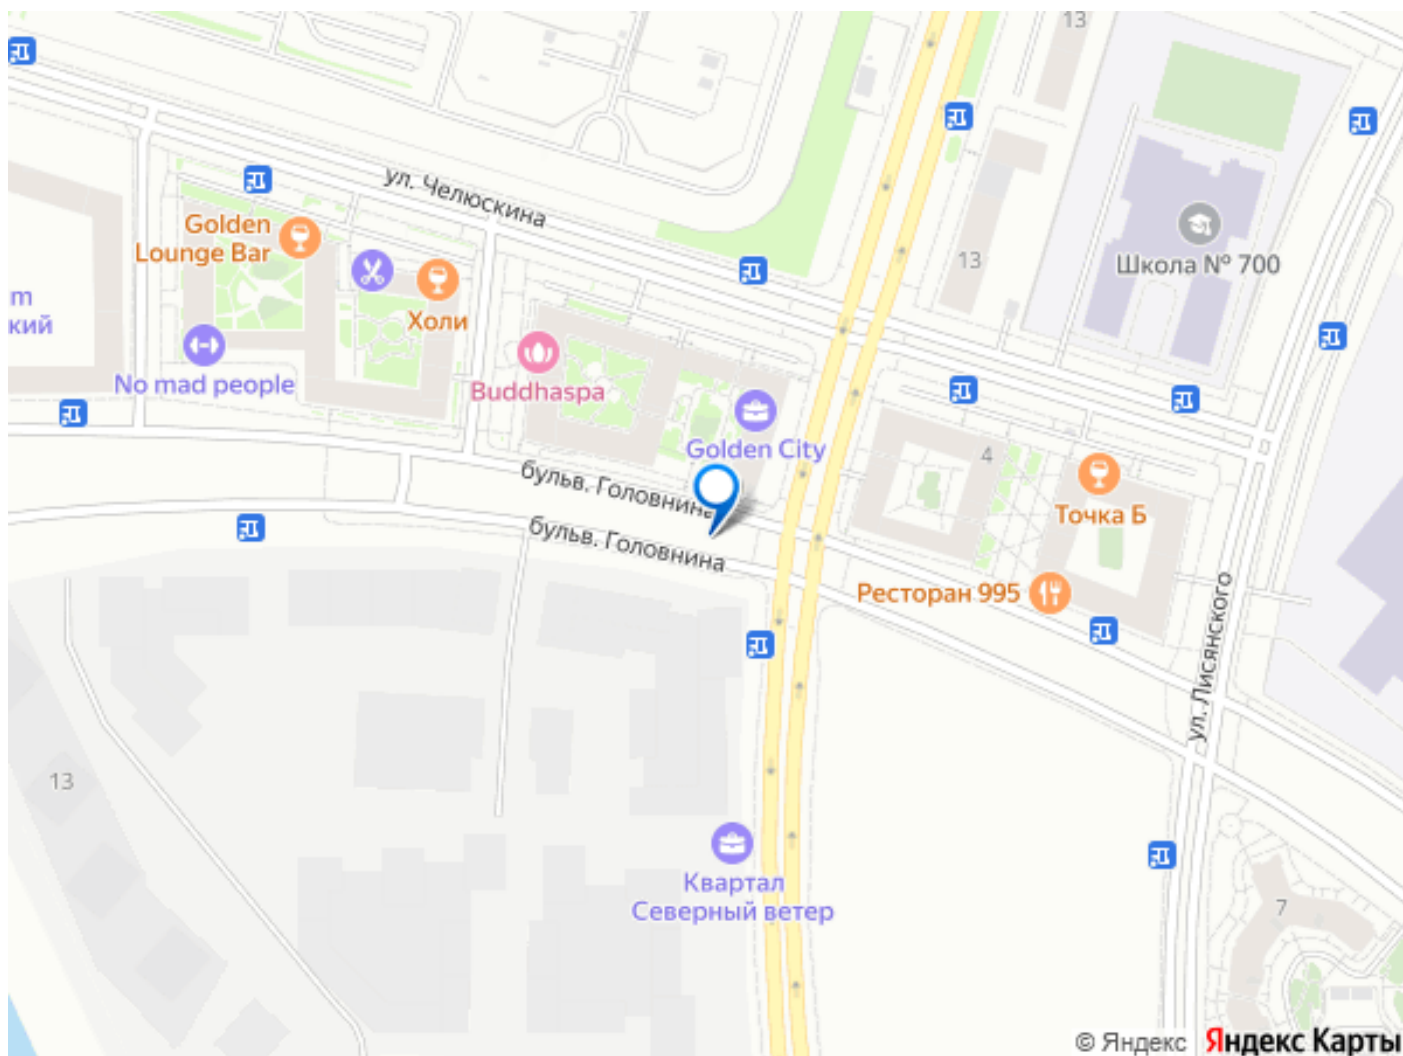 13
ул. Челюскина
Golden
Lounge Bar
Холи
13
Школа № 700
m
кий
No mad people
Buddhaspa
Golden City
4
Точка Б
бульв. Головнина
бульв. Головнина
Ресторан 995
ул. Лисянского
13
Квартал
Северный ветер
7
© Яндекс
Яндекс Карты